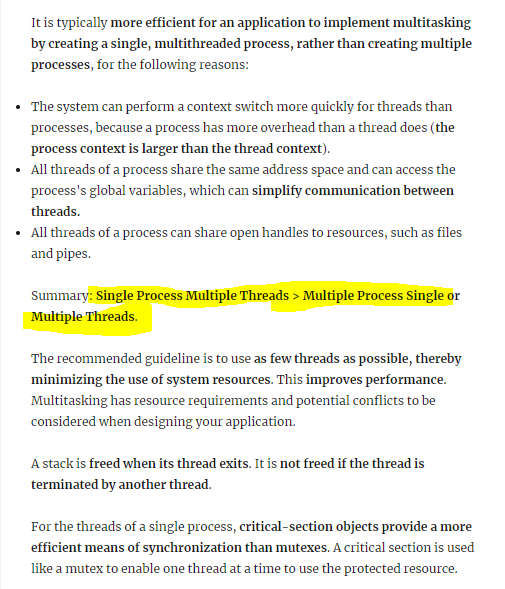 It is typically more efficient for an application to implement multitasking
by creating a single, multithreaded process, rather than creating multiple
processes, for the following reasons:
The system can perform a context switch more quickly for threads than
processes, because a process has more overhead than a thread does (the
process context is larger than the thread context).
All threads of a process share the same address space and can access the
process's global variables, which can simplify communication between
threads.
All threads of a process can share open handles to resources, such as files
and pipes.
Summary: Single Process Multiple Threads > Multiple Process Single or
Multiple Threads.
The recommended guideline is to use as few threads as possible, thereby
minimizing the use of system resources. This improves performance.
Multitasking has resource requirements and potential conflicts to be
considered when designing your application.
A stack is freed when its thread exits. It is not freed if the thread is
terminated by another thread.
For the threads of a single process, critical-section objects provide a more
efficient means of synchronization than mutexes. A critical section is used
like a mutex to enable one thread at a time to use the protected resource.